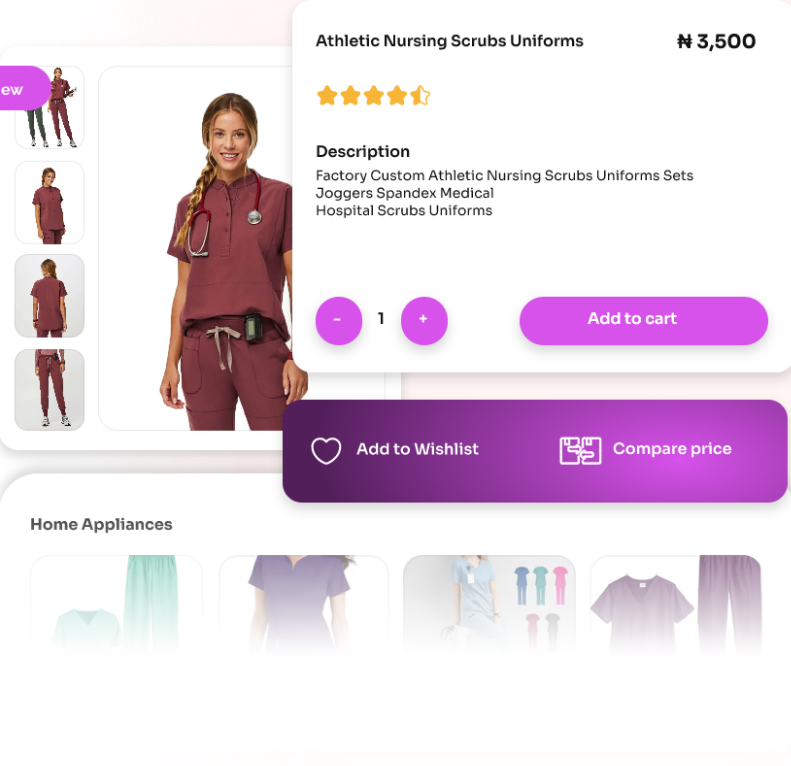 Athletic Nursing Scrubs Uniforms
₦ 3,500
ew
Description
Factory Custom Athletic Nursing Scrubs Uniforms Sets
Joggers Spandex Medical
Hospital Scrubs Uniforms
-
1
+
Add to cart
Add to Wishlist
Compare price
Home Appliances